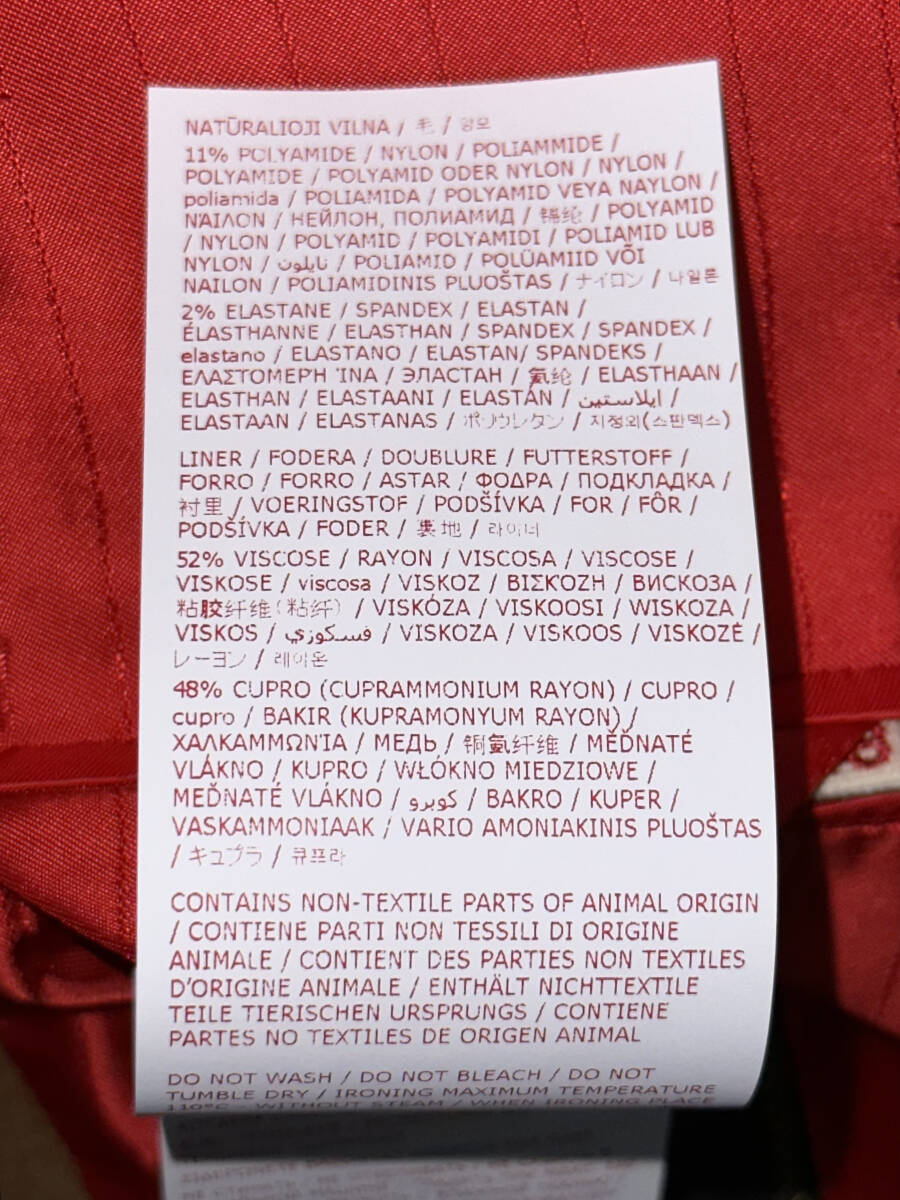 NATŪRALIOJI VILNA / 毛 / 양모
11% POLYAMIDE / NYLON / POLIAMMIDE /
POLYAMIDE / POLYAMID ODER NYLON / NYLON /
poliamida / POLIAMIDA / POLYAMID VEYA NAYLON /
ΝΆΙΛΟΝ / НЕЙЛОН, ПОЛИАМИД / 锦纶 / POLYAMID
/ NYLON / POLYAMID / POLYAMIDI / POLIAMID LUB
NYLON / نايلون / POLIAMID / POLÜAMIID VÕI
NAILON / POLIAMIDINIS PLUOŠTAS / ナイロン / 나일론
2% ELASTANE / SPANDEX / ELASTAN /
ÉLASTHANNE / ELASTHAN / SPANDEX / SPANDEX /
elastano / ELASTANO / ELASTAN/ SPANDEKS /
ΕΛΑΣΤΟΜΕΡΉ ΊΝΑ / ЭЛАСТАН / 氨纶 / ELASTHAAN /
ELASTHAN / ELASTAANI / ELASTÁN / ايلاستين /
ELASTAAN / ELASTANAS / ポリウレタン / 지정외(스판덱스)
LINER / FODERA / DOUBLURE / FUTTERSTOFF /
FORRO / FORRO / ASTAR / ΦΟΔΡΑ / ПОДКЛАДКА /
衬里 / VOERINGSTOF / PODŠÍVKA / FOR / FÔR /
PODŠÍVKA / FODER / 裏地 / 라이너
52% VISCOSE / RAYON / VISCOSA / VISCOSE /
VISKOSE / viscosa / VISKOZ / ΒΙΣΚΟΖΗ / ВИСКОЗА /
粘胶纤维(粘纤) / VISKÓZA / VISKOOSI / WISKOZA /
VISKOS / فسكوزي / VISKOZA / VISKOOS / VISKOZĖ /
レーヨン / 레이온
48% CUPRO (CUPRAMMONIUM RAYON) / CUPRO /
cupro / BAKIR (KUPRAMONYUM RAYON) /
ΧΑΛΚΑΜΜΩΝΊΑ / МЕДЬ / 铜氨纤维 / MĚĎNATÉ
VLÁKNO / KUPRO / WŁÓKNO MIEDZIOWE /
MEĎNATÉ VLÁKNO / كوبرو / BAKRO / KUPER /
VASKAMMONIAAK / VARIO AMONIAKINIS PLUOŠTAS
/ キュプラ / 큐프라
CONTAINS NON-TEXTILE PARTS OF ANIMAL ORIGIN
/ CONTIENE PARTI NON TESSILI DI ORIGINE
ANIMALE / CONTIENT DES PARTIES NON TEXTILES
D'ORIGINE ANIMALE / ENTHÄLT NICHTTEXTILE
TEILE TIERISCHEN URSPRUNGS / CONTIENE
PARTES NO TEXTILES DE ORIGEN ANIMAL
DO NOT WASH / DO NOT BLEACH / DO NOT
TUMBLE DRY / IRONING MAXIMUM TEMPERATURE
110°C - WITHOUT STEAM / WHEN IRONING PLACE